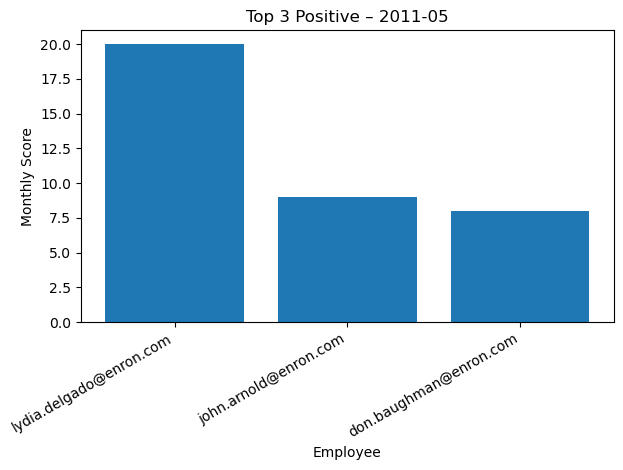 Top 3 Positive – 2011-05
Monthly Score
20.0
17.5
15.0
12.5
10.0
7.5
5.0
2.5
0.0
lydia.delgado@enron.com
john.arnold@enron.com
don.baughman@enron.com
Employee